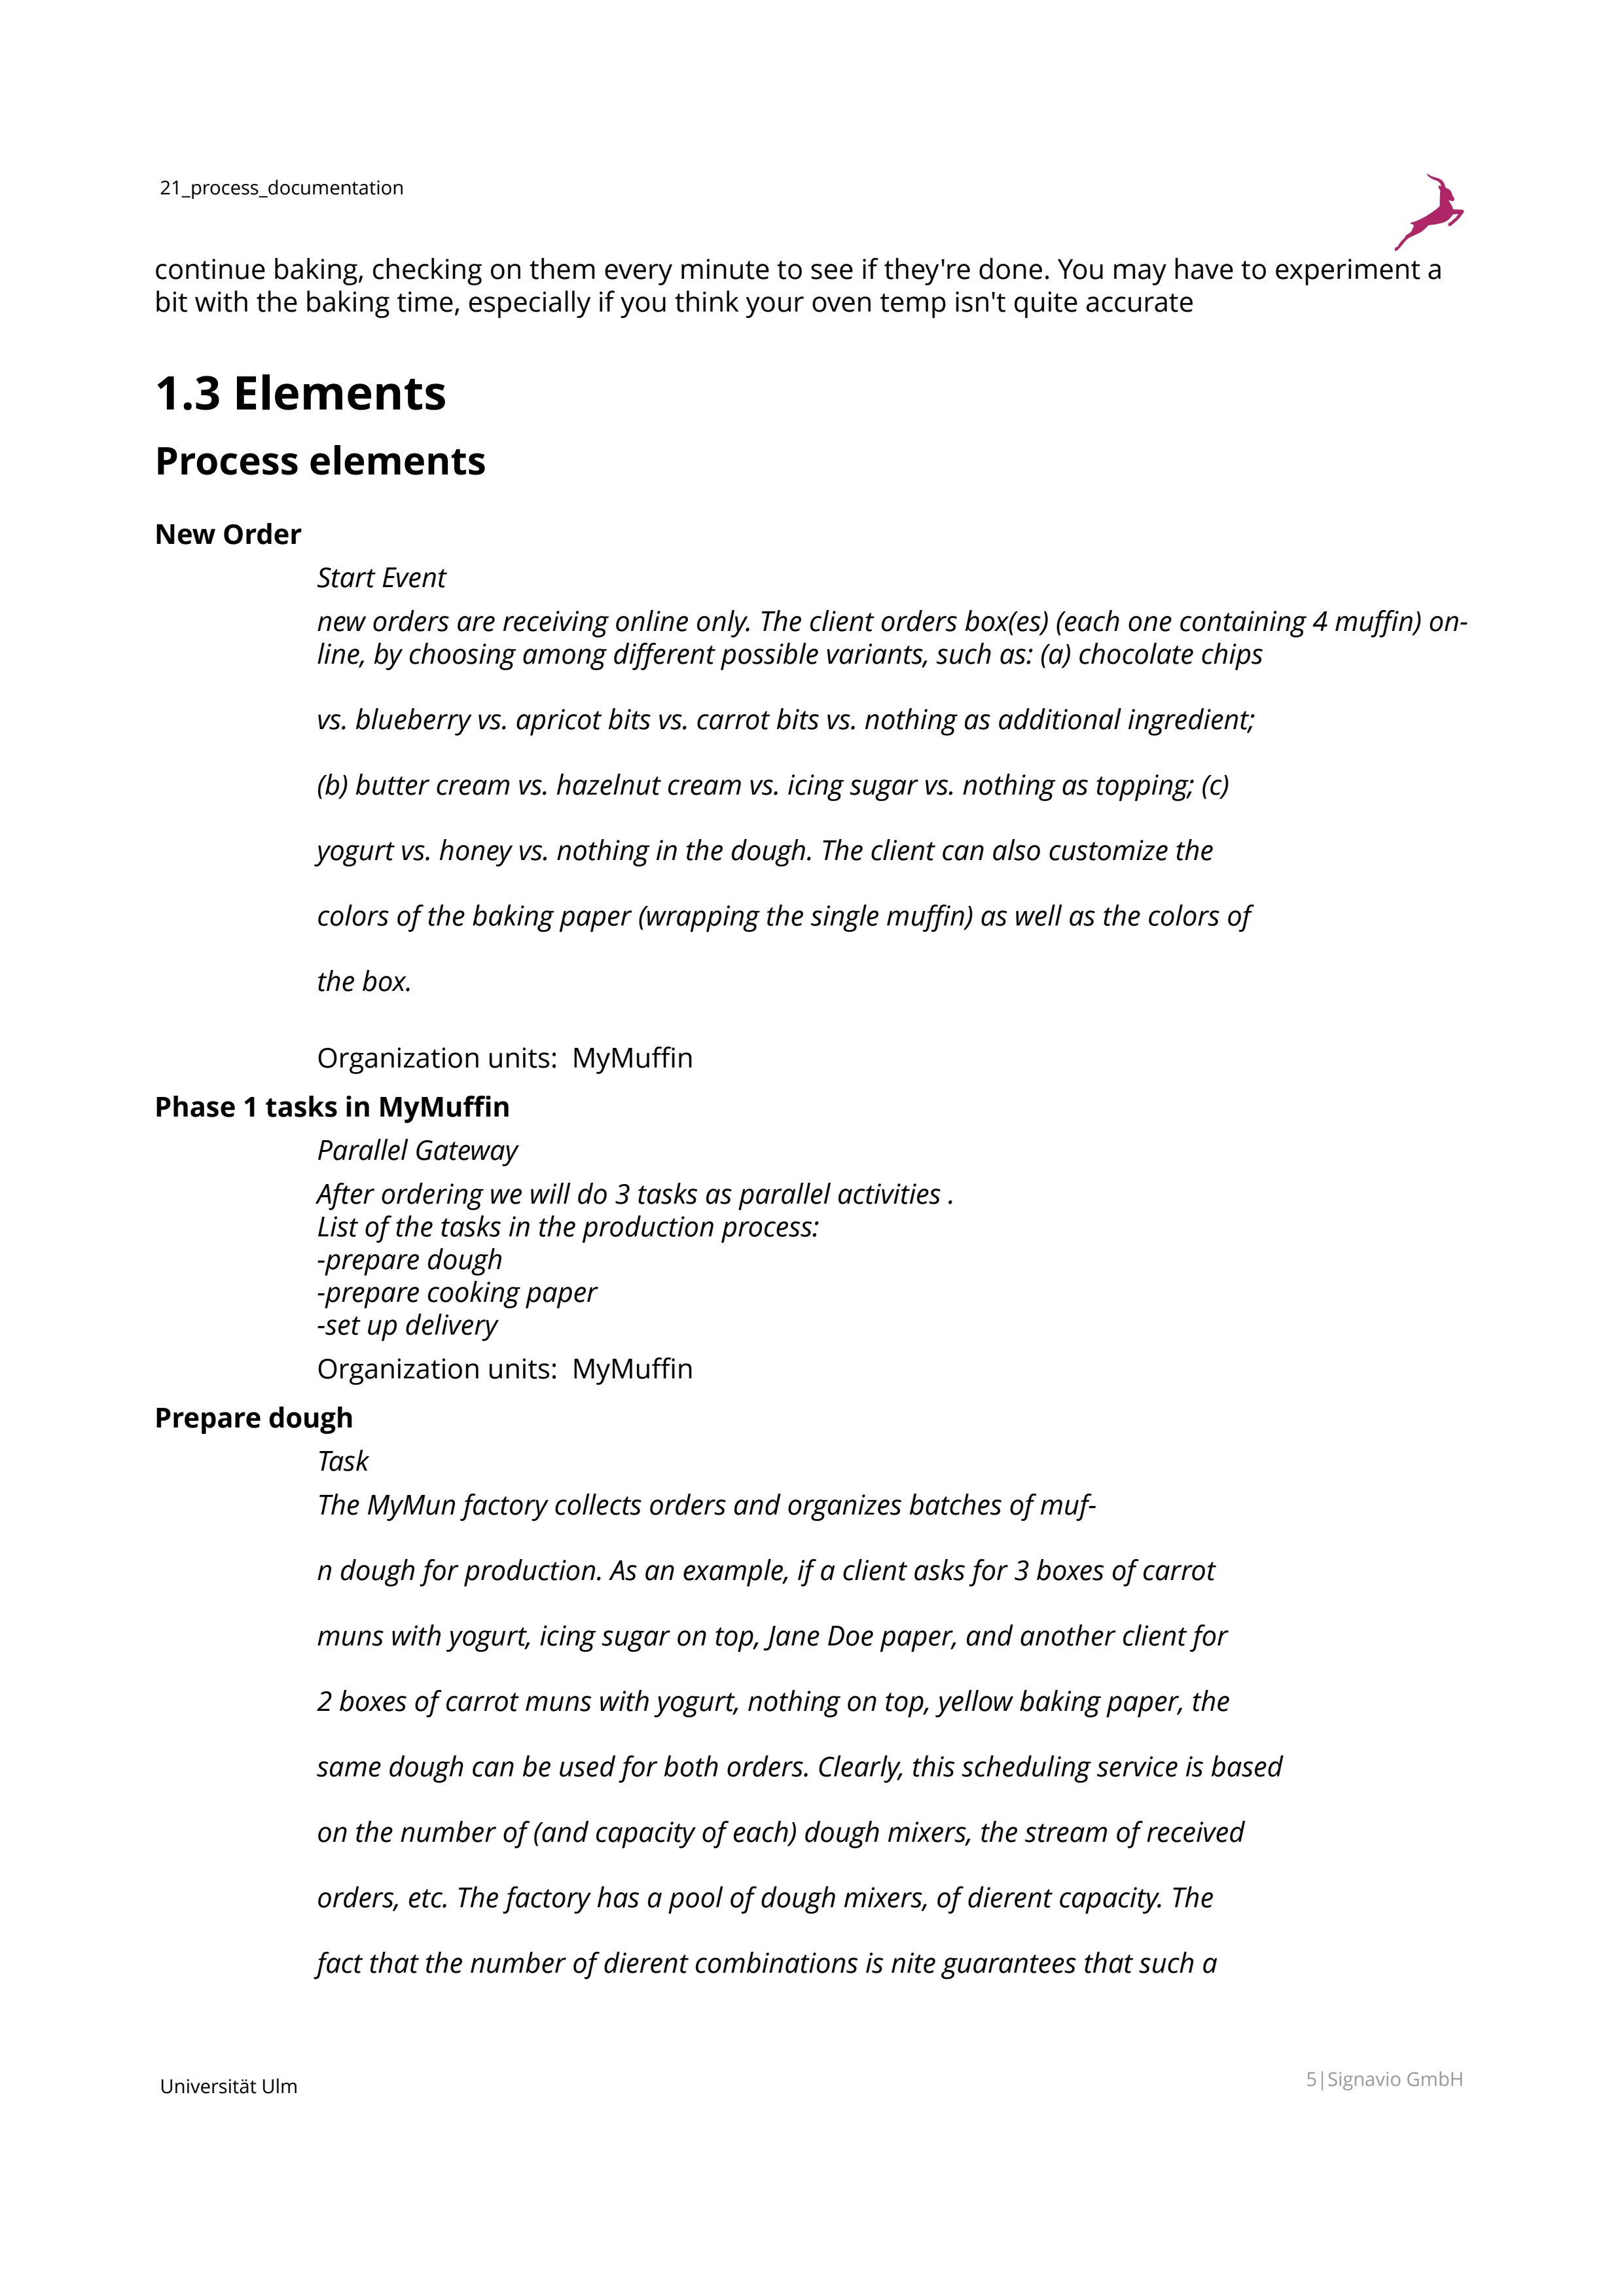 21_process_documentation
continue baking, checking on them every minute to see if they're done. You may have to experiment a
bit with the baking time, especially if you think your oven temp isn't quite accurate
1.3 Elements
Process elements
New Order
Start Event
new orders are receiving online only. The client orders box(es) (each one containing 4 muffin) on-
line, by choosing among different possible variants, such as: (a) chocolate chips
vs. blueberry vs. apricot bits vs. carrot bits vs. nothing as additional ingredient;
(b) butter cream vs. hazelnut cream vs. icing sugar vs. nothing as topping; (c)
yogurt vs. honey vs. nothing in the dough. The client can also customize the
colors of the baking paper (wrapping the single muffin) as well as the colors of
the box.
Organization units:  MyMuffin
Phase 1 tasks in MyMuffin
Parallel Gateway
After ordering we will do 3 tasks as parallel activities .
List of the tasks in the production process:
-prepare dough
-prepare cooking paper
-set up delivery
Organization units:  MyMuffin
Prepare dough
Task
The MyMun factory collects orders and organizes batches of muf-
n dough for production. As an example, if a client asks for 3 boxes of carrot
muns with yogurt, icing sugar on top, Jane Doe paper, and another client for
2 boxes of carrot muns with yogurt, nothing on top, yellow baking paper, the
same dough can be used for both orders. Clearly, this scheduling service is based
on the number of (and capacity of each) dough mixers, the stream of received
orders, etc. The factory has a pool of dough mixers, of dierent capacity. The
fact that the number of dierent combinations is nite guarantees that such a
Universität Ulm
5|Signavio GmbH